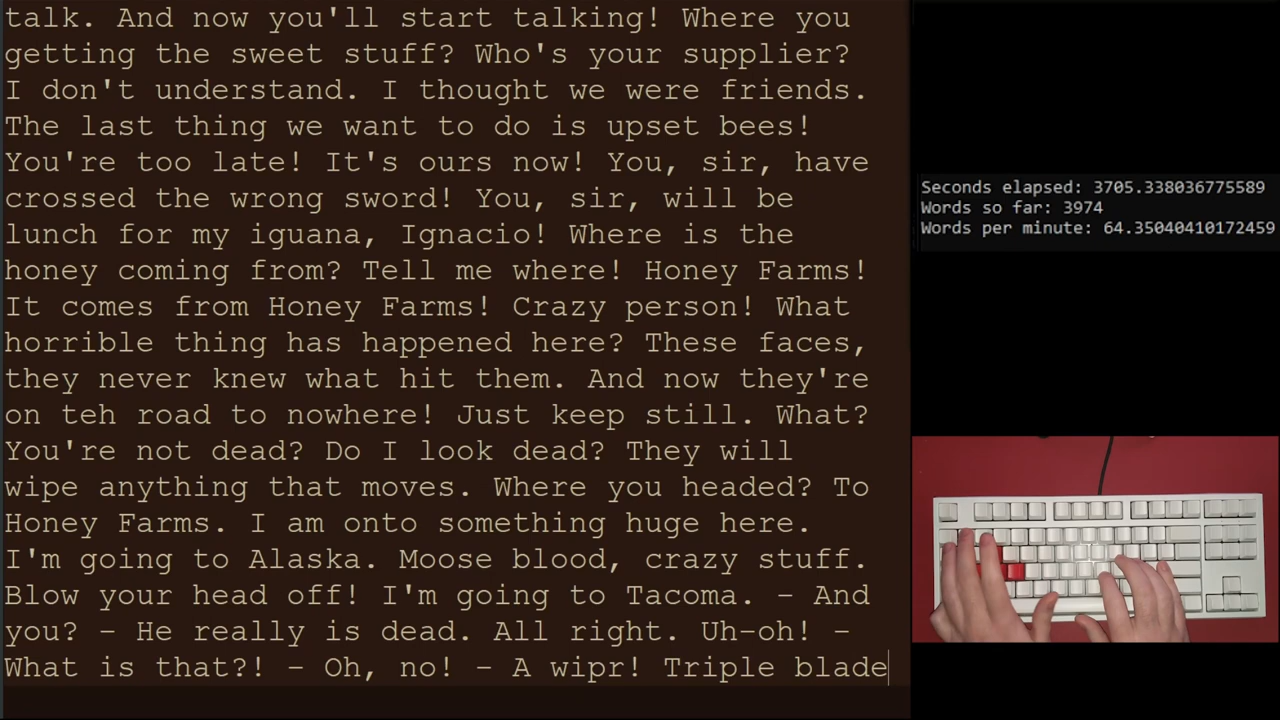 talk. And now you'll start talking! Where you
getting the sweet stuff? Who's your supplier?
I don't understand. I thought we were friends.
The last thing we want to do is upset bees!
You're too late! It's ours now! You, sir, have
crossed the wrong sword! You, sir, will be
lunch for my iguana, Ignacio! Where is the
honey coming from? Tell me where! Honey Farms!
It comes from Honey Farms! Crazy person! What
horrible thing has happened here? These faces,
they never knew what hit them. And now they're
on teh road to nowhere! Just keep still. What?
You're not dead? Do I look dead? They will
wipe anything that moves. Where you headed? To
Honey Farms. I am onto something huge here.
I'm going to Alaska. Moose blood, crazy stuff.
Blow your head off! I'm going to Tacoma. - And
you? - He really is dead. All right. Uh-oh! -
What is that?! - Oh, no! - A wipr! Triple blade
Seconds elapsed: 3705.338036775589
Words so far: 3974
Words per minute: 64.35040410172459